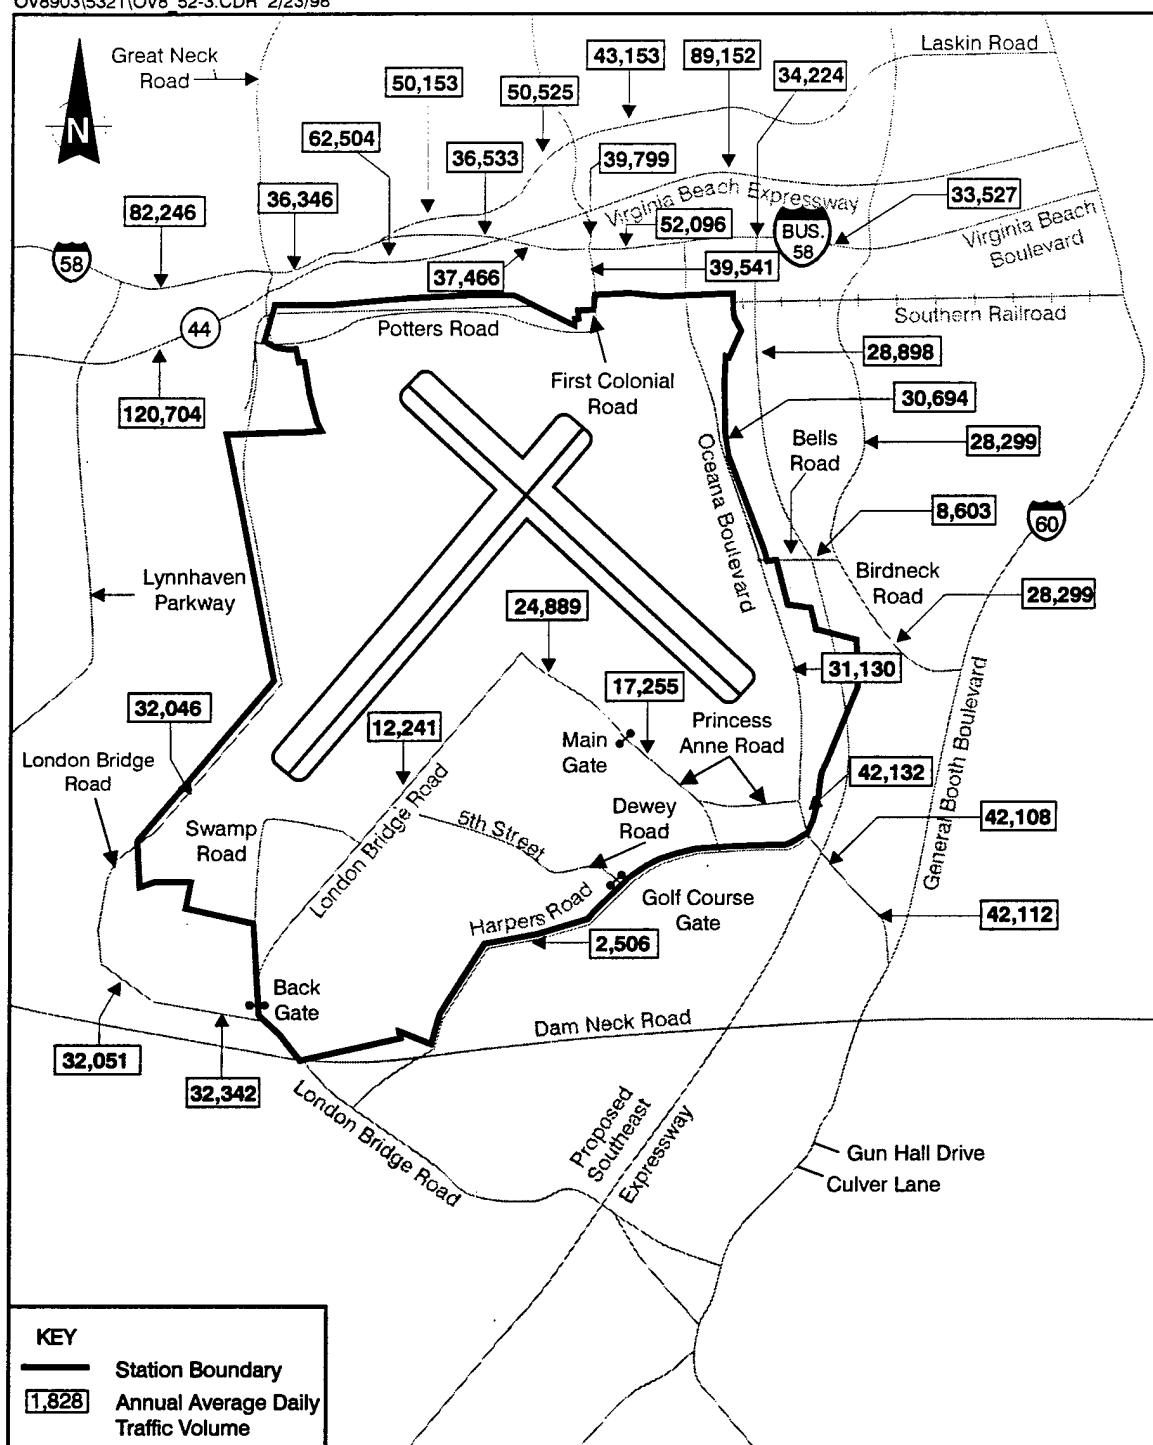 OV8903\5321\OV8_52-3.CDR 2/23/98
Great Neck
Road
N
43,153
89,152
Laskin Road
34,224
50,153
50,525
62,504
36,533
39,799
36,346
82,246
Virginia Beach Expressway
33,527
52,096
BUS.
58
Virginia Beach
Boulevard
58
37,466
39,541
44
Potters Road
Southern Railroad
First Colonial
Road
28,898
120,704
30,694
Bells
Road
28,299
Oceana Boulevard
8,603
60
Lynnhaven
Parkway
Birdneck
Road
28,299
24,889
31,130
17,255
32,046
12,241
Princess
Anne Road
Main
Gate
London Bridge
Road
42,132
General Booth Boulevard
Dewey
Road
42,108
Swamp
Road
5th Street
London Bridge Road
Harpers Road
Golf Course
Gate
42,112
2,506
Back
Gate
Dam Neck Road
32,051
32,342
London Bridge Road
Proposed
Southeast
Expressway
Gun Hall Drive
Culver Lane
KEY
Station Boundary
1,828
Annual Average Daily
Traffic Volume